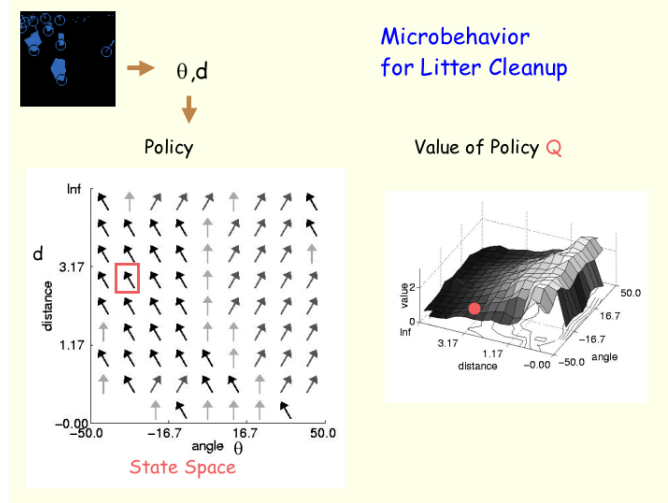 Microbehavior
for Litter Cleanup
θ,d
Policy
Value of Policy Q
Inf
d
3.17
distance
1.17
-0.00
-50.0
-16.7
16.7
50.0
angle θ
State Space
value
2
0
Inf
3.17
1.17
-0.00
distance
-50.0
-16.7
16.7
50.0
angle